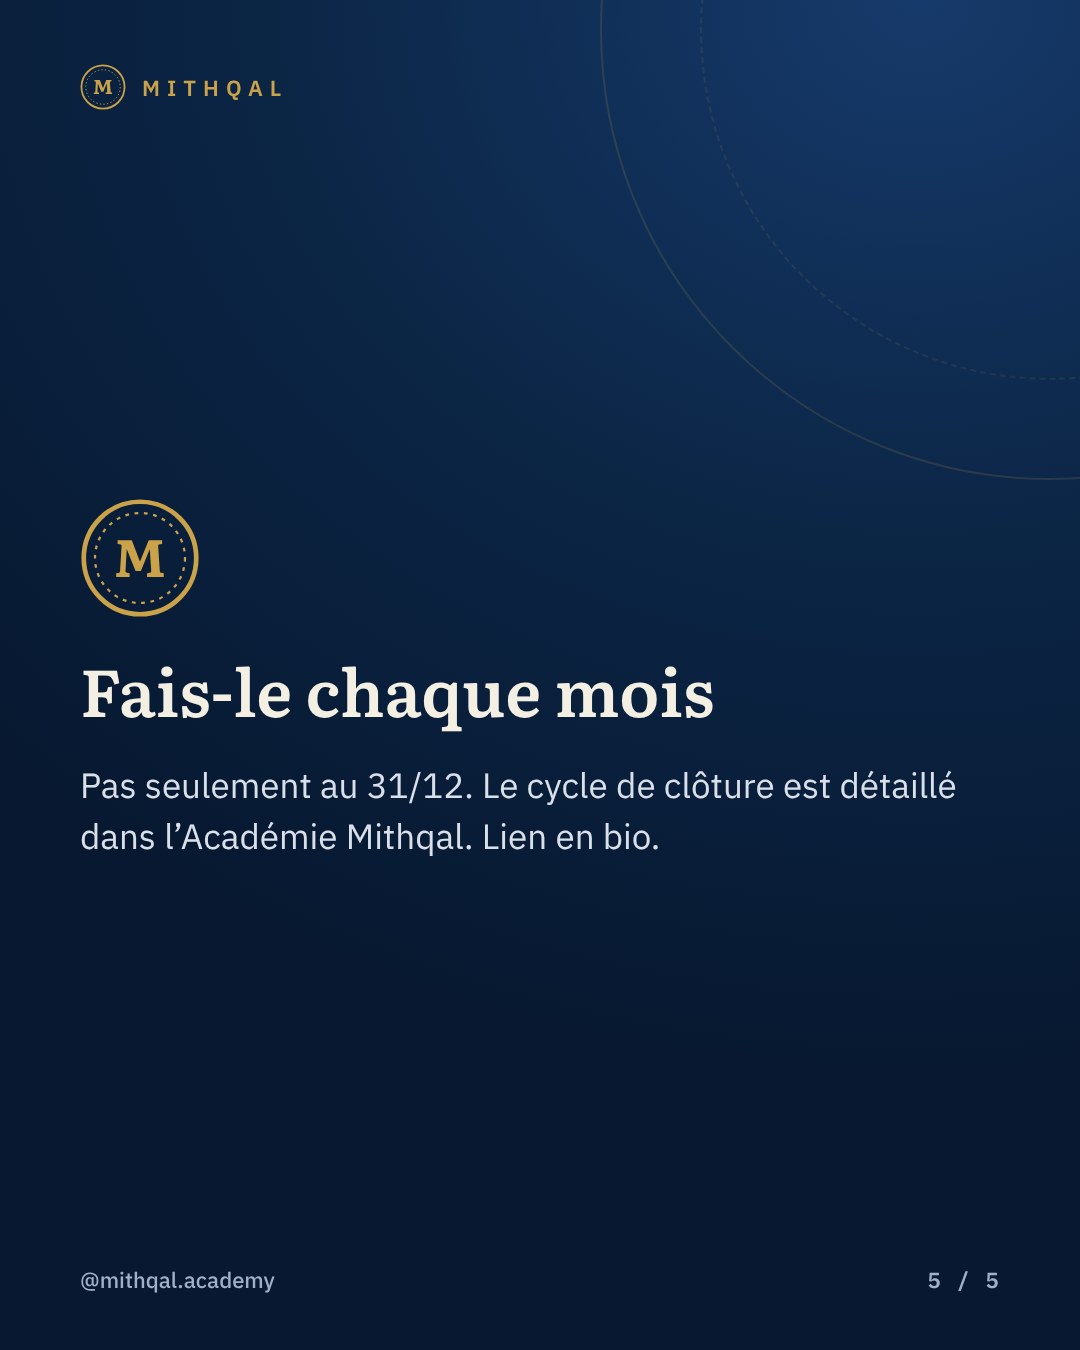 M MITHQAL
M
Fais-le chaque mois
Pas seulement au 31/12. Le cycle de clôture est détaillé
dans l’Académie Mithqal. Lien en bio.
@mithqal.academy
5 / 5